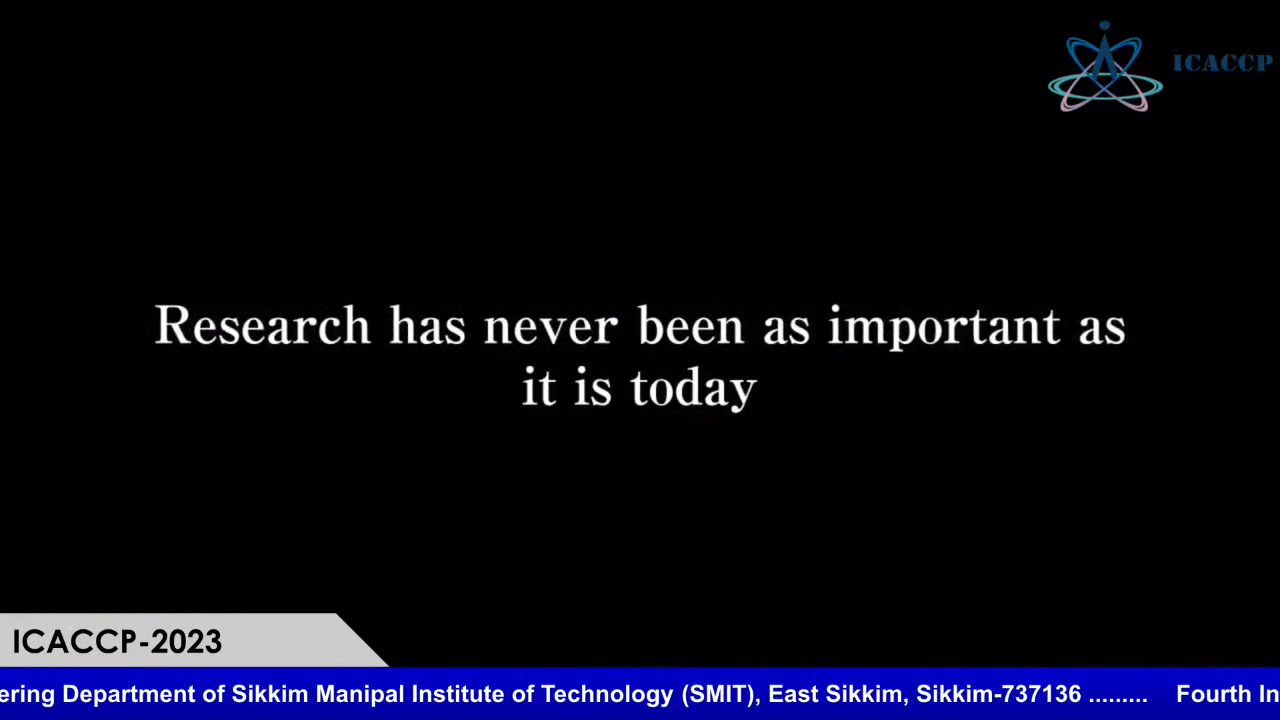 ICACCP
Research has never been as important as
it is today
ICACCP-2023
ering Department of Sikkim Manipal Institute of Technology (SMIT), East Sikkim, Sikkim-737136 ......... Fourth In